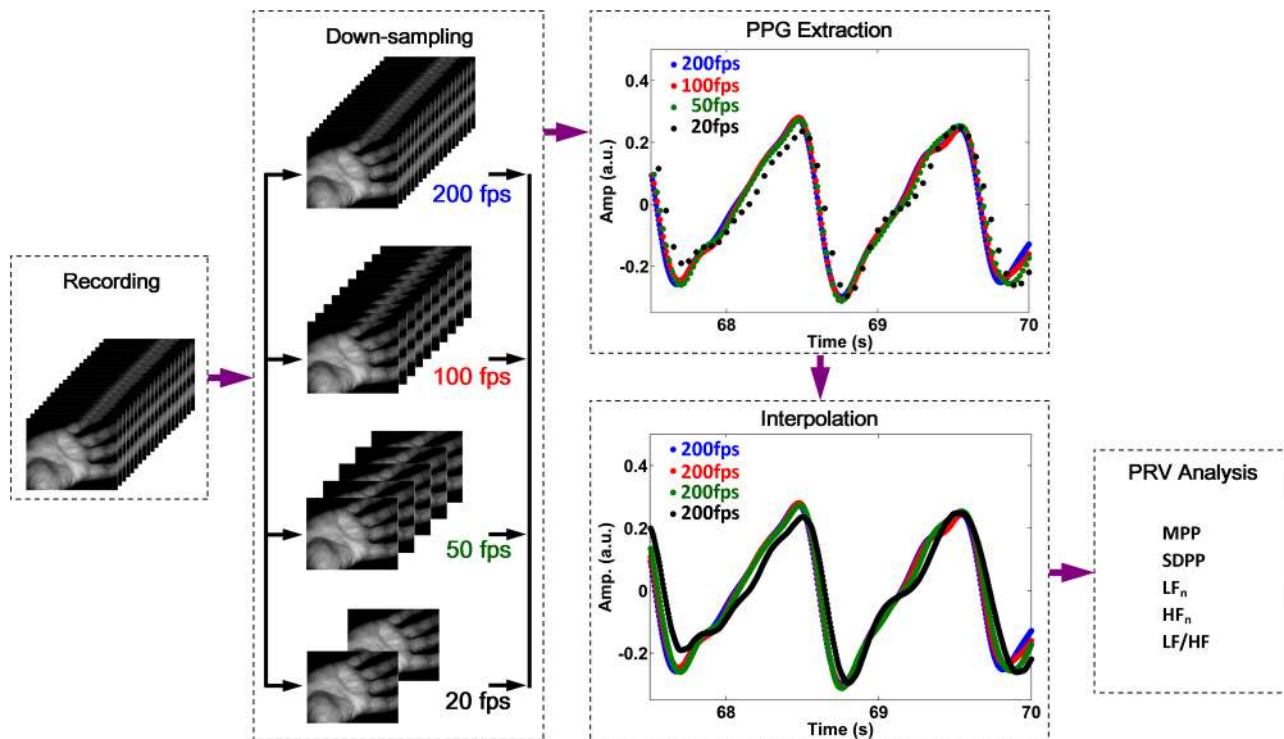 Recording
Down-sampling
200 fps
100 fps
50 fps
20 fps
PPG Extraction
200fps
100fps
50fps
20fps
Amp (a.u.)
0.4
0.2
0
-0.2
68
69
70
Time (s)
Interpolation
200fps
200fps
200fps
200fps
Amp. (a.u.)
0.4
0.2
0
-0.2
68
69
70
Time (s)
PRV Analysis
MPP
SDPP
LFn
HFn
LF/HF